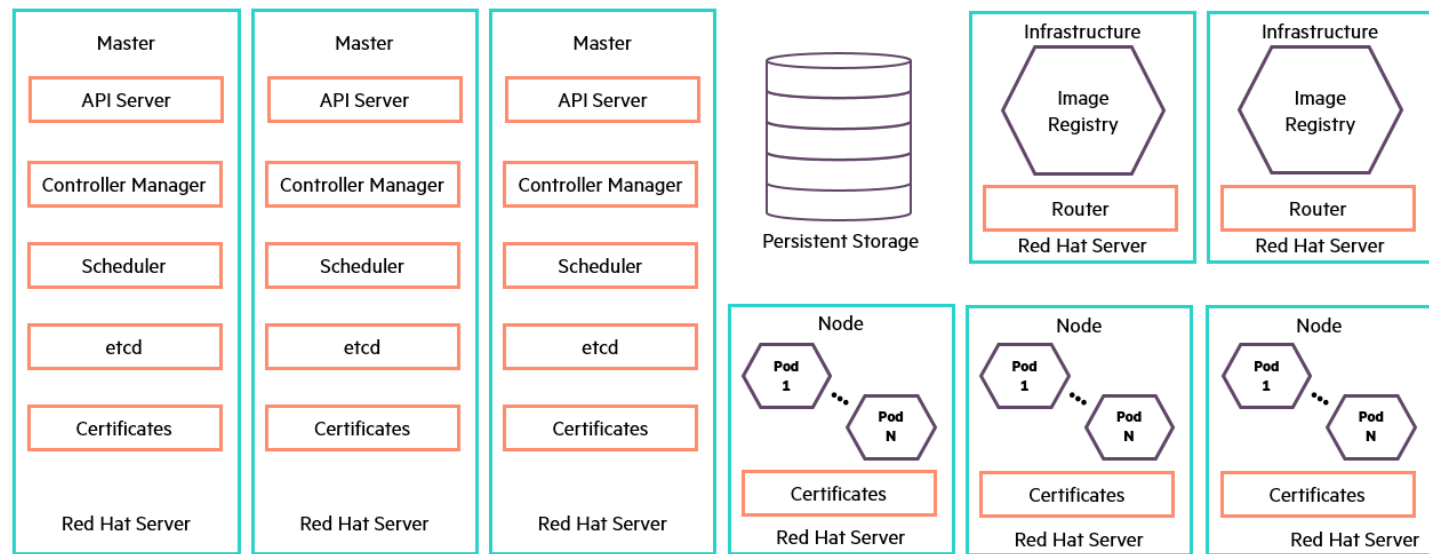 Master
API Server
Controller Manager
Scheduler
etcd
Certificates
Red Hat Server
Master
API Server
Controller Manager
Scheduler
etcd
Certificates
Red Hat Server
Master
API Server
Controller Manager
Scheduler
etcd
Certificates
Red Hat Server
Persistent Storage
Infrastructure
Image
Registry
Router
Red Hat Server
Infrastructure
Image
Registry
Router
Red Hat Server
Node
Pod
1
Pod
N
Certificates
Red Hat Server
Node
Pod
1
Pod
N
Certificates
Red Hat Server
Node
Pod
1
Pod
N
Certificates
Red Hat Server